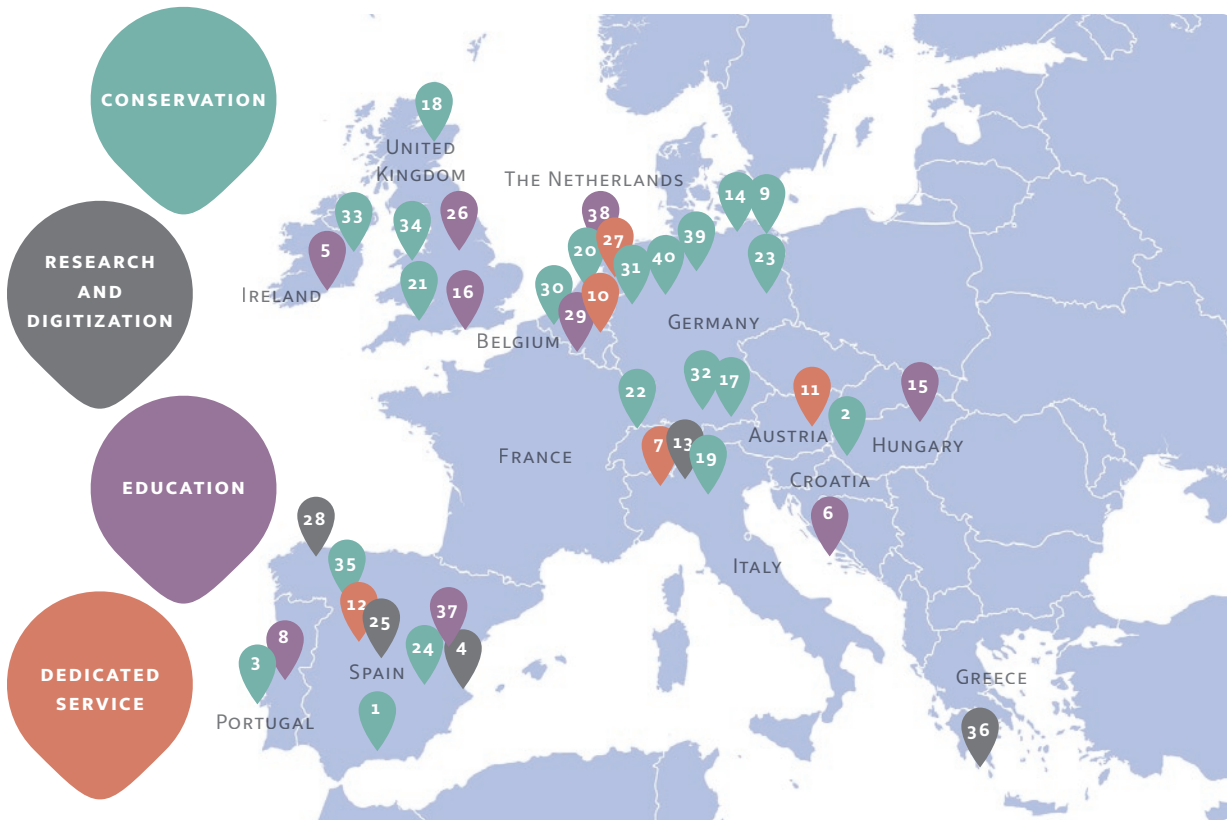 CONSERVATION
RESEARCH
AND
DIGITIZATION
EDUCATION
DEDICATED
SERVICE
18
UNITED
KINGDOM
THE NETHERLANDS
14
9
38
33
34
26
27
39
5
20
31
40
23
21
16
30
10
IRELAND
29
GERMANY
BELGIUM
22
32
17
11
15
2
AUSTRIA
HUNGARY
FRANCE
7
13
19
CROATIA
28
6
35
ITALY
12
25
37
8
3
24
4
SPAIN
GREECE
1
PORTUGAL
36